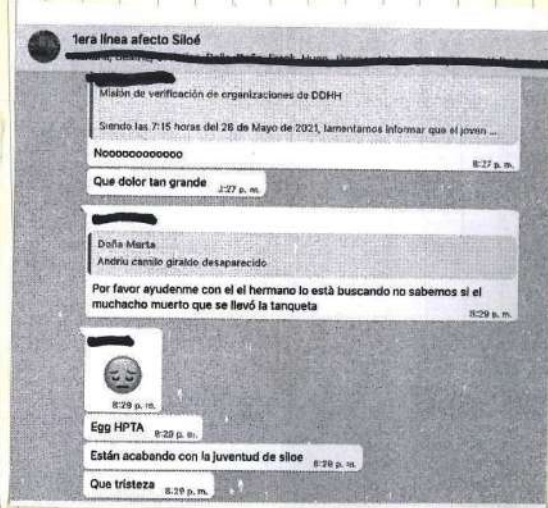 1era línea afecto Siloé
Misión de verificación de organizaciones de DDHH
Siendo las 7:15 horas del 28 de Mayo de 2021, lamentamos informar que el joven ...
Noooooooooooo
8:27 p. m.
Que dolor tan grande
8:27 p. m.
Doña Marta
Andriu camilo giraldo desaparecido
Por favor ayudenme con el el hermano lo està buscando no sabemos si el
muchacho muerto que se llevó la tanqueta
8:29 p. m.
8:29 p. m.
Egg HPTA
8:29 p. m.
Están acabando con la juventud de siloe
8:29 p. m.
Que tristeza
8:29 p. m.